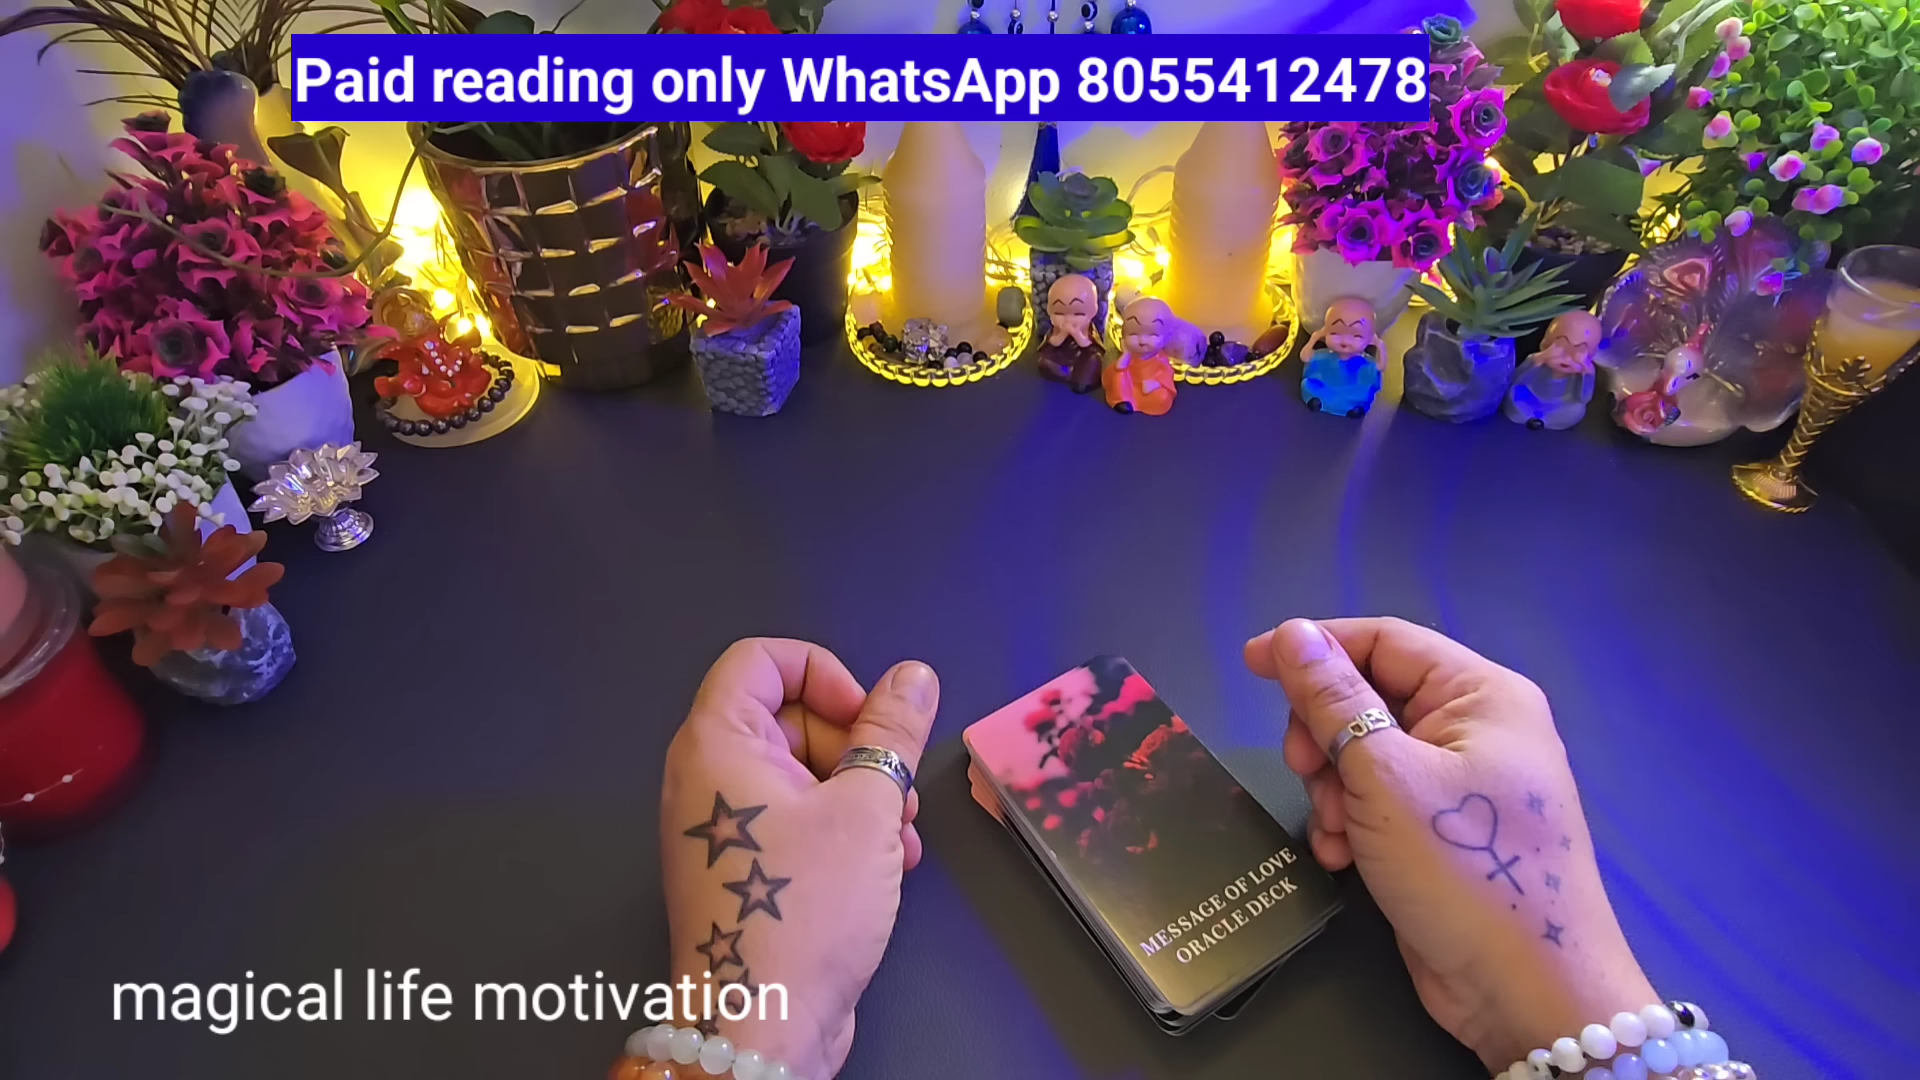 Paid reading only WhatsApp 8055412478
MESSAGE OF LOVE
ORACLE DECK
magical life motivation